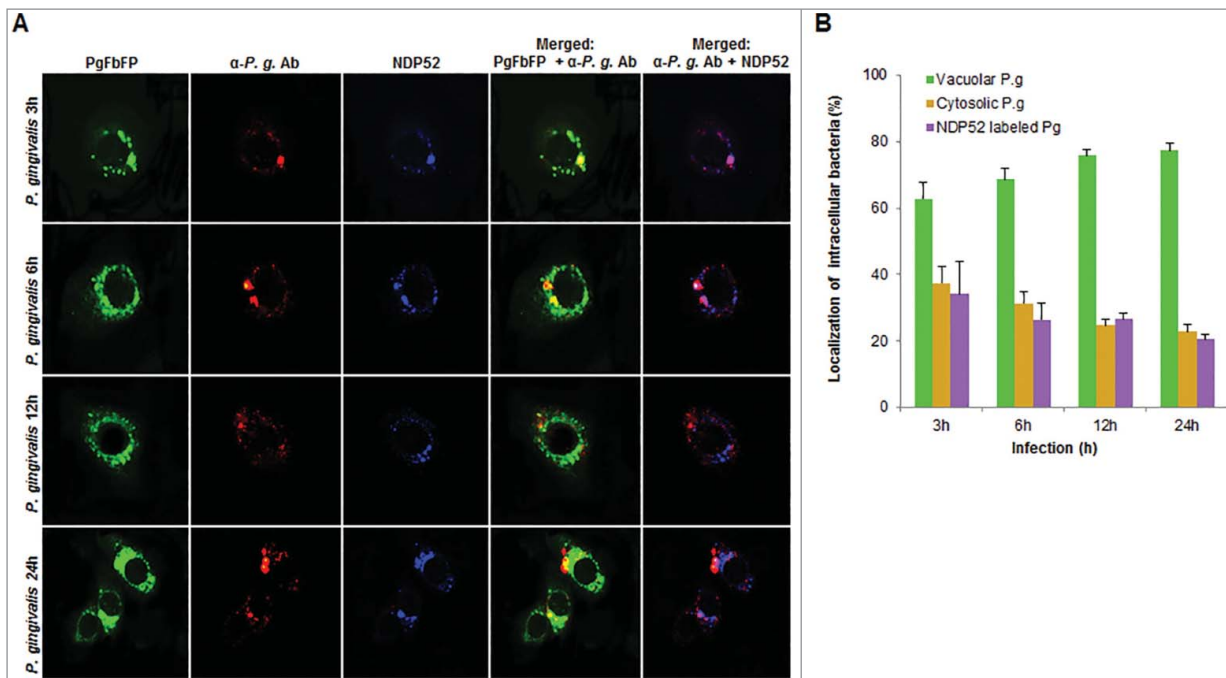 A
PgFbFP
α-P. g. Ab
NDP52
Merged:
PgFbFP + α-P. g. Ab
Merged:
α-P. g. Ab + NDP52
P. gingivalis 3h
P. gingivalis 6h
P. gingivalis 12h
P. gingivalis 24h
B
Localization of intracellular bacteria (%)
100
80
60
40
20
0
Vacuolar P.g
Cytosolic P.g
NDP52 labeled Pg
3h
6h
12h
24h
Infection (h)